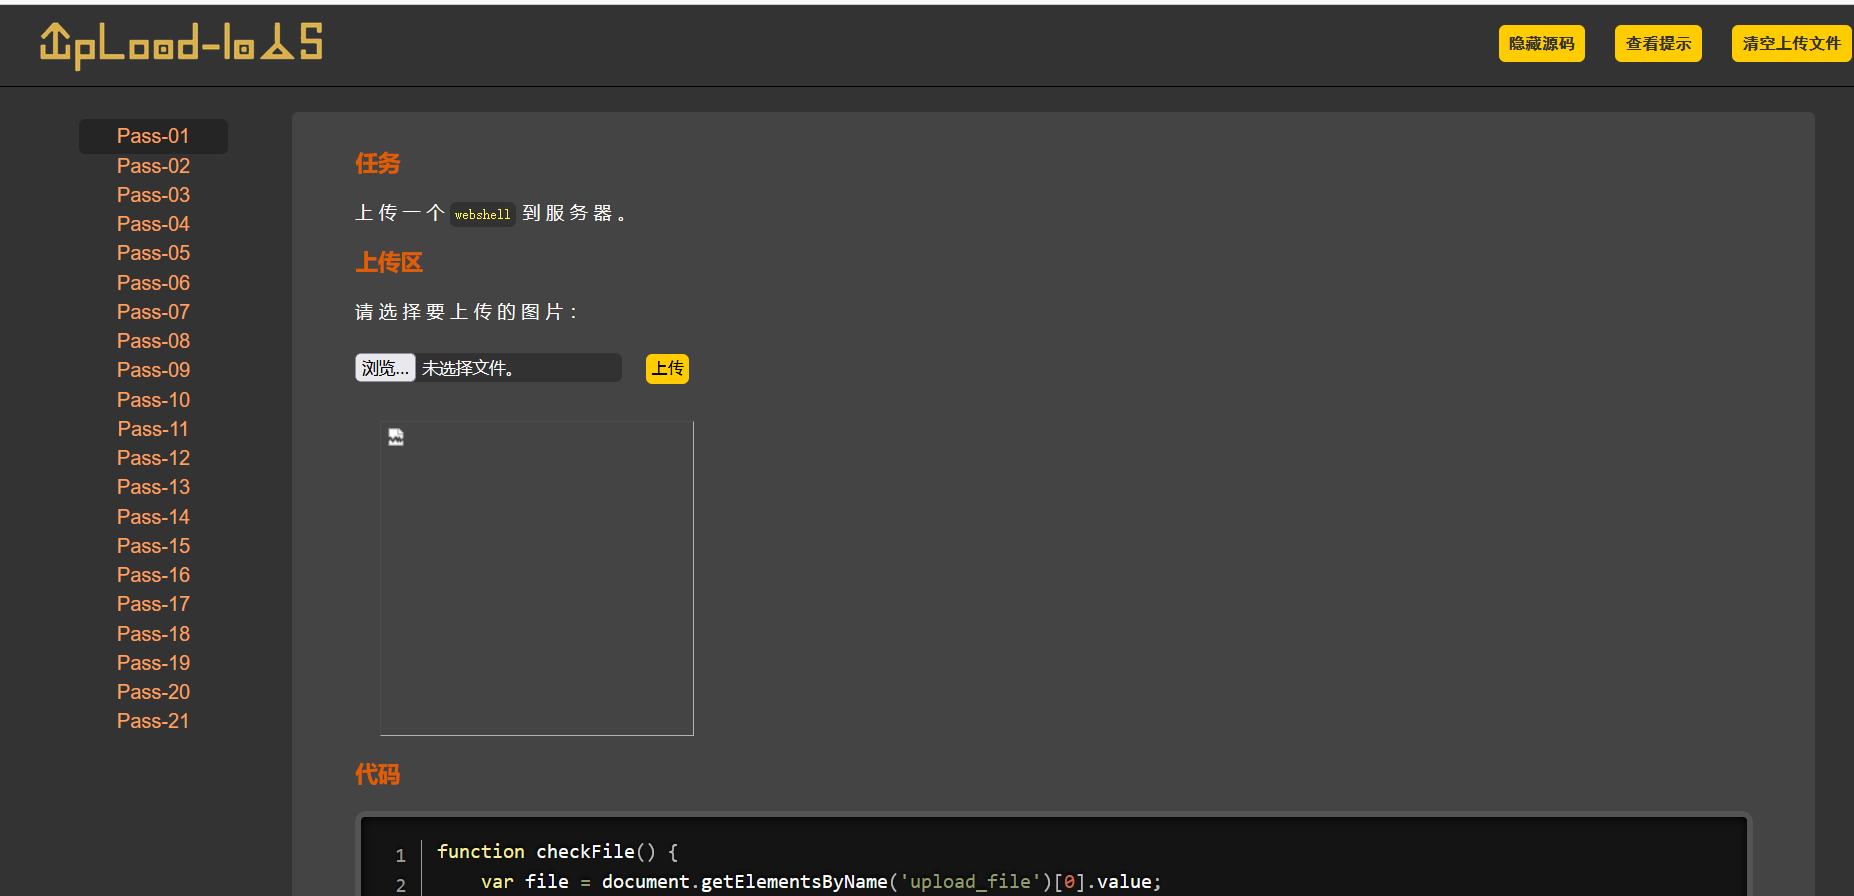 UpLoad-labs
隐藏源码
查看提示
清空上传文件
Pass-01
Pass-02
Pass-03
Pass-04
Pass-05
Pass-06
Pass-07
Pass-08
Pass-09
Pass-10
Pass-11
Pass-12
Pass-13
Pass-14
Pass-15
Pass-16
Pass-17
Pass-18
Pass-19
Pass-20
Pass-21
任务
上传一个 webshell 到服务器。
上传区
请选择要上传的图片：
浏览... 未选择文件。 上传
代码
1 function checkFile() {
2 var file = document.getElementsByName('upload_file')[0].value;